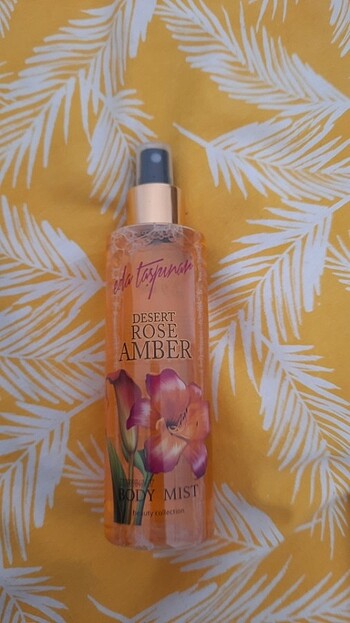 eda taşpınar
DESERT
ROSE
AMBER
BODY MIST
beauty collection